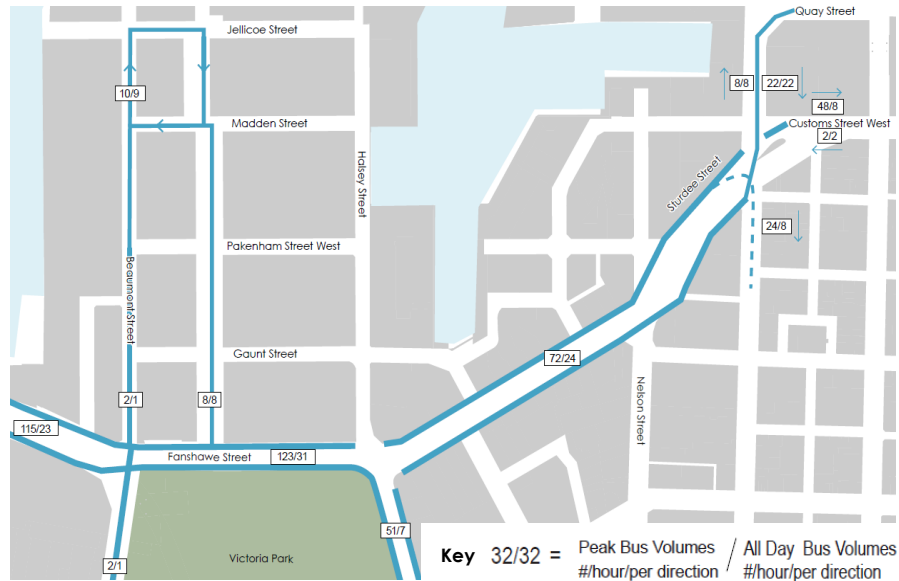 Quay Street
Jellicoe Street
8/8
22/22
10/9
48/8
Madden Street
Customs Street West
2/2
Halsey Street
Sturdee Street
24/8
Pakenham Street West
Beaumont Street
Gaunt Street
72/24
Nelson Street
2/1
8/8
115/23
Fanshawe Street
123/31
51/7
Victoria Park
2/1
Key 32/32 = Peak Bus Volumes / All Day Bus Volumes
#/hour/per direction #/hour/per direction